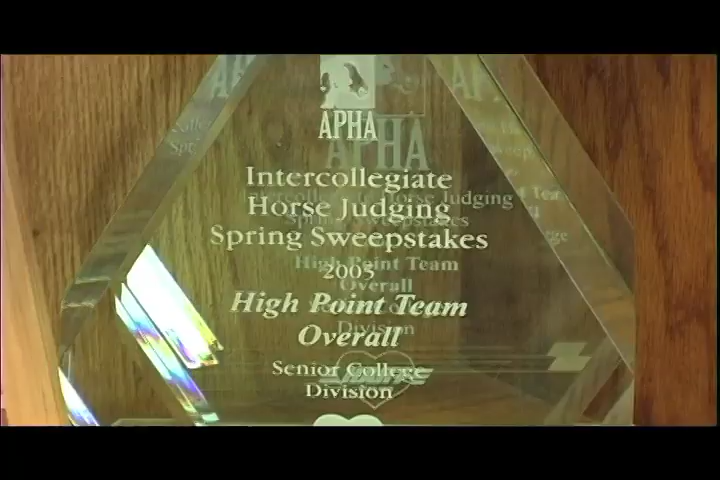 APHA
Intercollegiate
Horse Judging
Spring Sweepstakes
2005
High Point Team
Overall
Senior College
Division